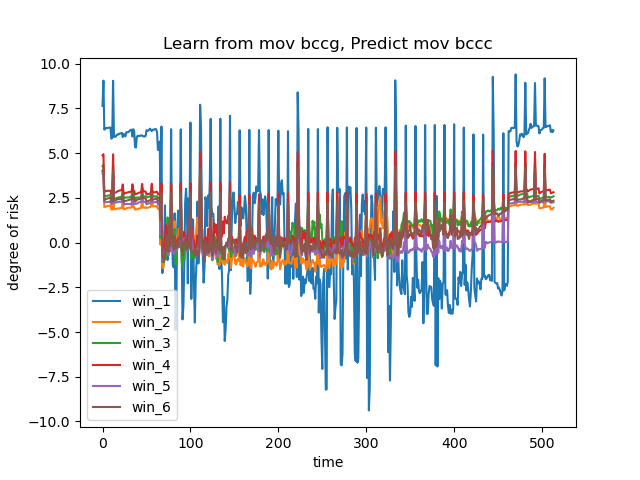 Learn from mov bccg, Predict mov bccc
degree of risk
10.0
7.5
5.0
2.5
0.0
−2.5
−5.0
−7.5
−10.0
win_1
win_2
win_3
win_4
win_5
win_6
0 100 200 300 400 500
time